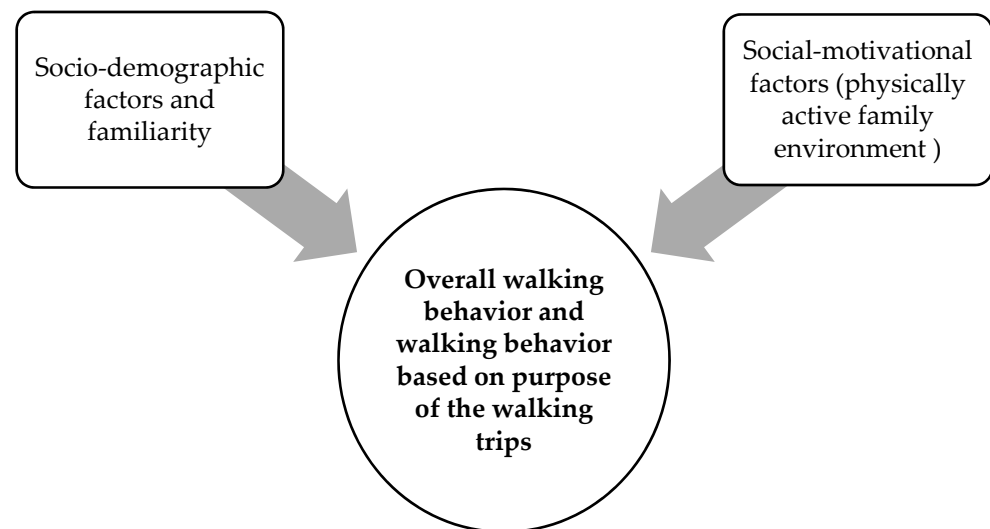 Socio-demographic
factors and
familiarity
Social-motivational
factors (physically
active family
environment )
Overall walking
behavior and
walking behavior
based on purpose
of the walking
trips